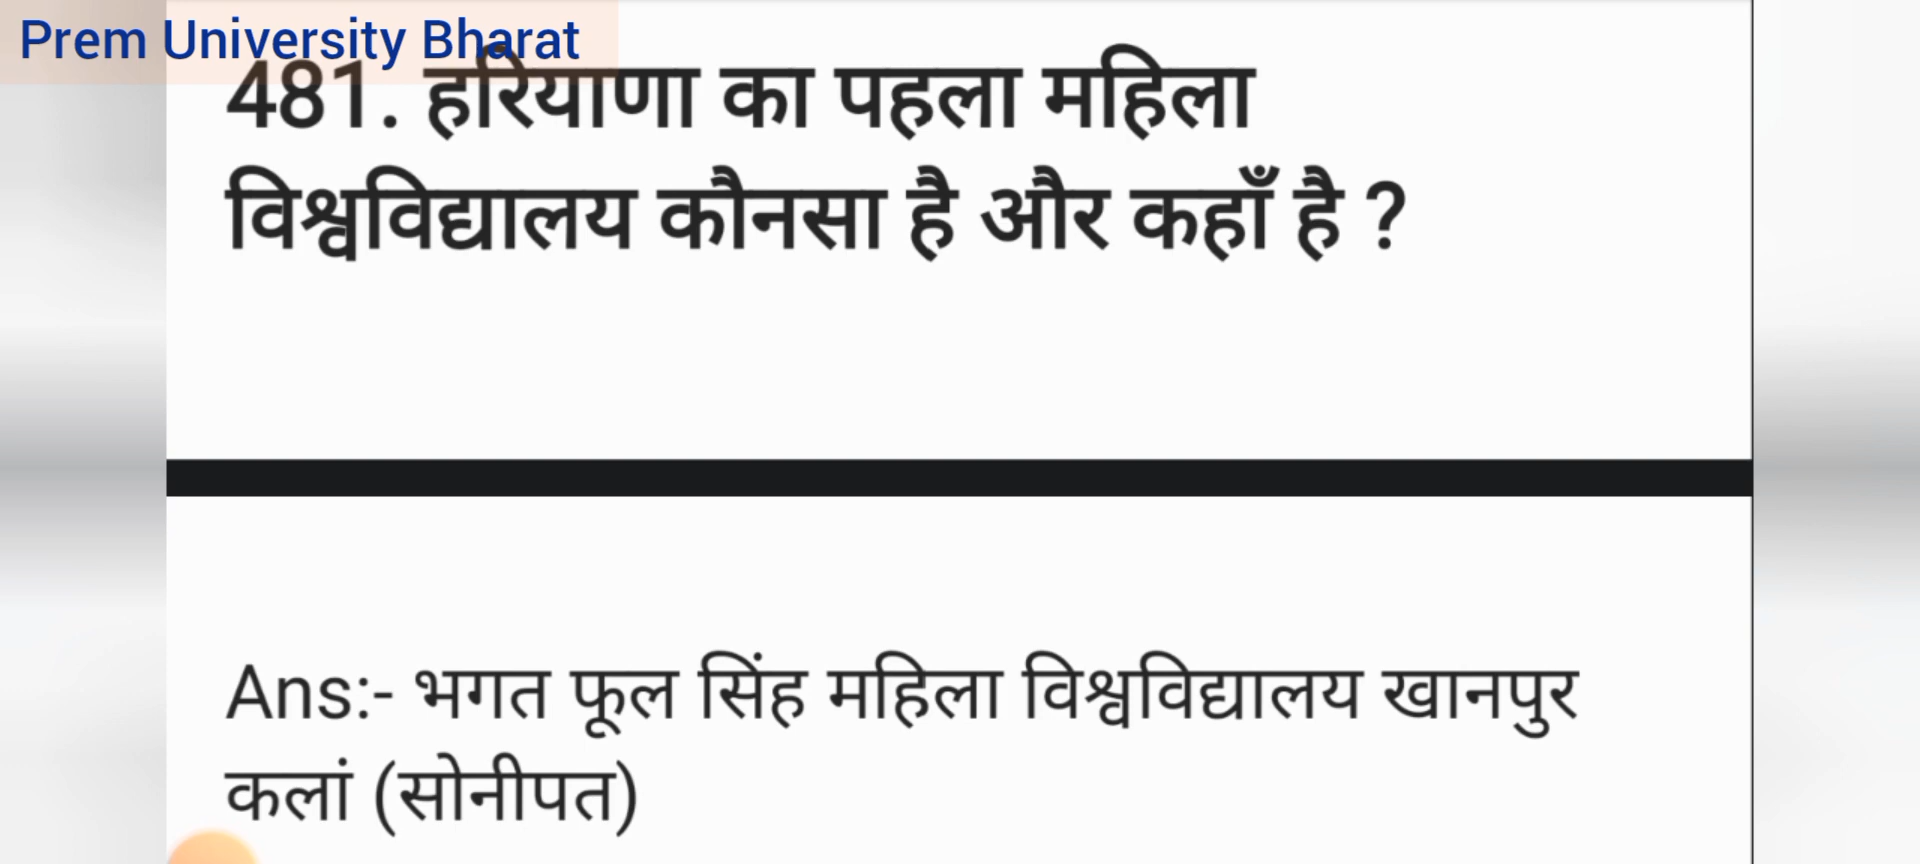 Prem University Bharat
481. हरियाणा का पहला महिला
विश्वविद्यालय कौनसा है और कहाँ है ?
Ans:- भगत फूल सिंह महिला विश्वविद्यालय खानपुर
कलां (सोनीपत)